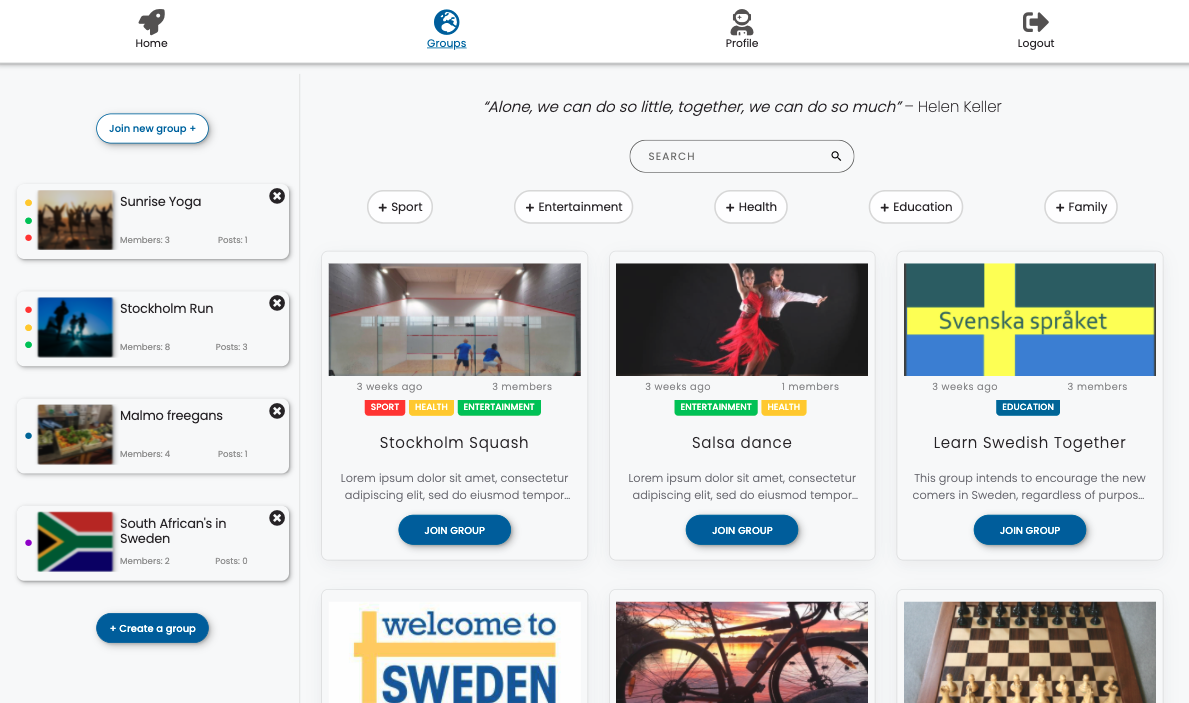 Home
Groups
Profile
Logout
Join new group +
Sunrise Yoga
Members: 3
Posts: 1
Stockholm Run
Members: 8
Posts: 3
Malmo freegans
Members: 4
Posts: 1
South African's in
Sweden
Members: 2
Posts: 0
+ Create a group
“Alone, we can do so little, together, we can do so much” – Helen Keller
SEARCH
+ Sport
+ Entertainment
+ Health
+ Education
+ Family
3 weeks ago
3 members
SPORT
HEALTH
ENTERTAINMENT
Stockholm Squash
Lorem ipsum dolor sit amet, consectetur
adipiscing elit, sed do eiusmod tempor...
JOIN GROUP
3 weeks ago
1 members
ENTERTAINMENT
HEALTH
Salsa dance
Lorem ipsum dolor sit amet, consectetur
adipiscing elit, sed do eiusmod tempor...
JOIN GROUP
Svenska språket
3 weeks ago
3 members
EDUCATION
Learn Swedish Together
This group intends to encourage the new
comers in Sweden, regardless of purpos...
JOIN GROUP
welcome to
SWEDEN